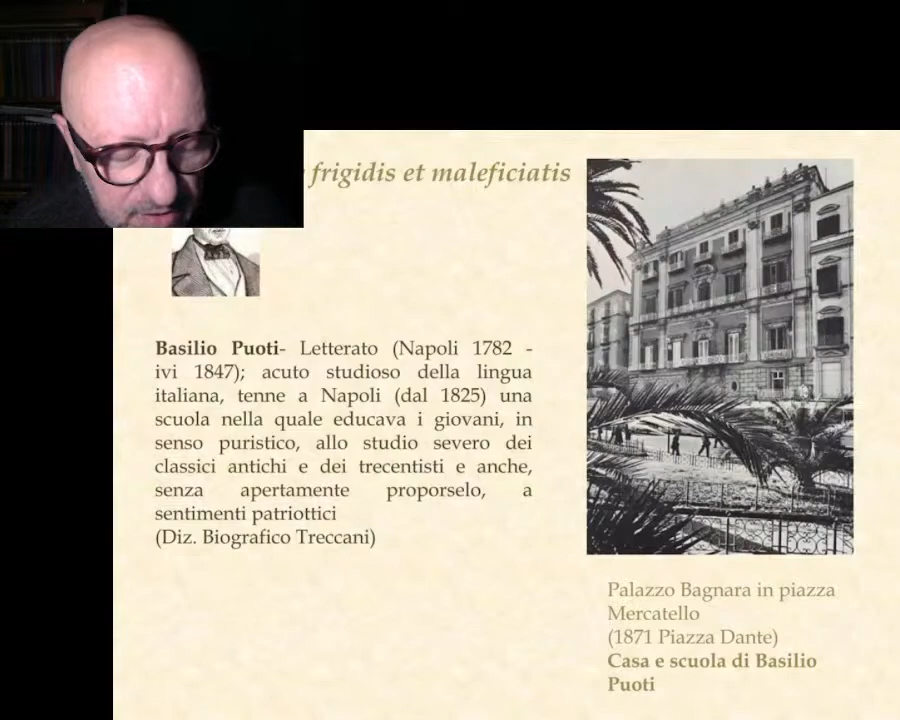 frigidis et maleficiatis
Basilio Puoti- Letterato (Napoli 1782 -
ivi 1847); acuto studioso della lingua
italiana, tenne a Napoli (dal 1825) una
scuola nella quale educava i giovani, in
senso puristico, allo studio severo dei
classici antichi e dei trecentisti e anche,
senza apertamente proporselo, a
sentimenti patriottici
(Diz. Biografico Treccani)
Palazzo Bagnara in piazza
Mercatello
(1871 Piazza Dante)
Casa e scuola di Basilio
Puoti